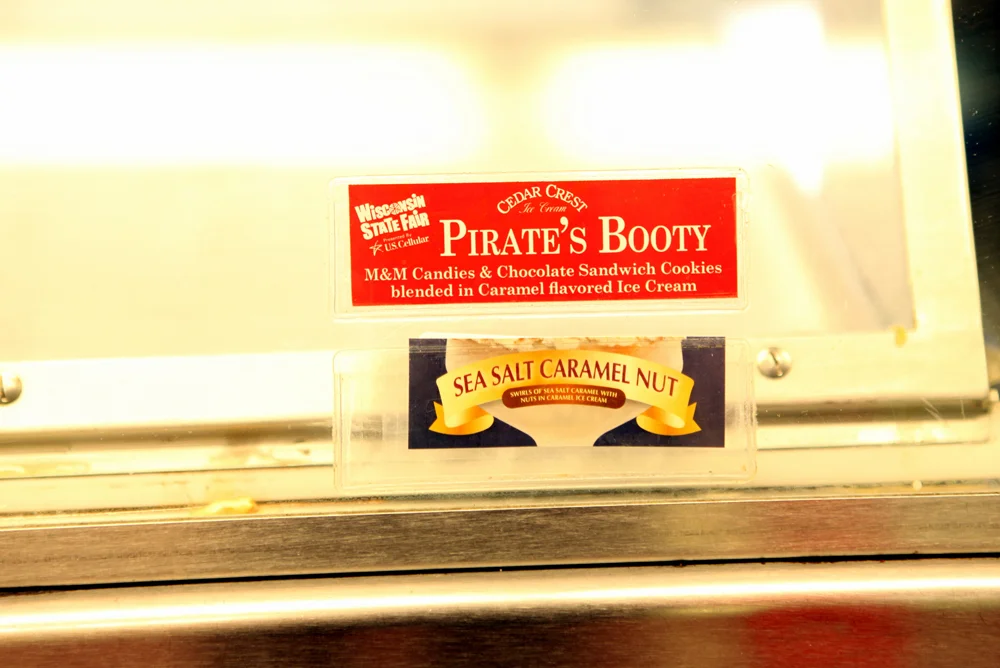 WISCONSIN
STATE FAIR
Presented By
U.S. Cellular
CEDAR CREST
Ice Cream
PIRATE'S BOOTY
M&M Candies & Chocolate Sandwich Cookies
blended in Caramel flavored Ice Cream
SEA SALT CARAMEL NUT
SWIRLS OF SEA SALT CARAMEL WITH
NUTS IN CARAMEL ICE CREAM